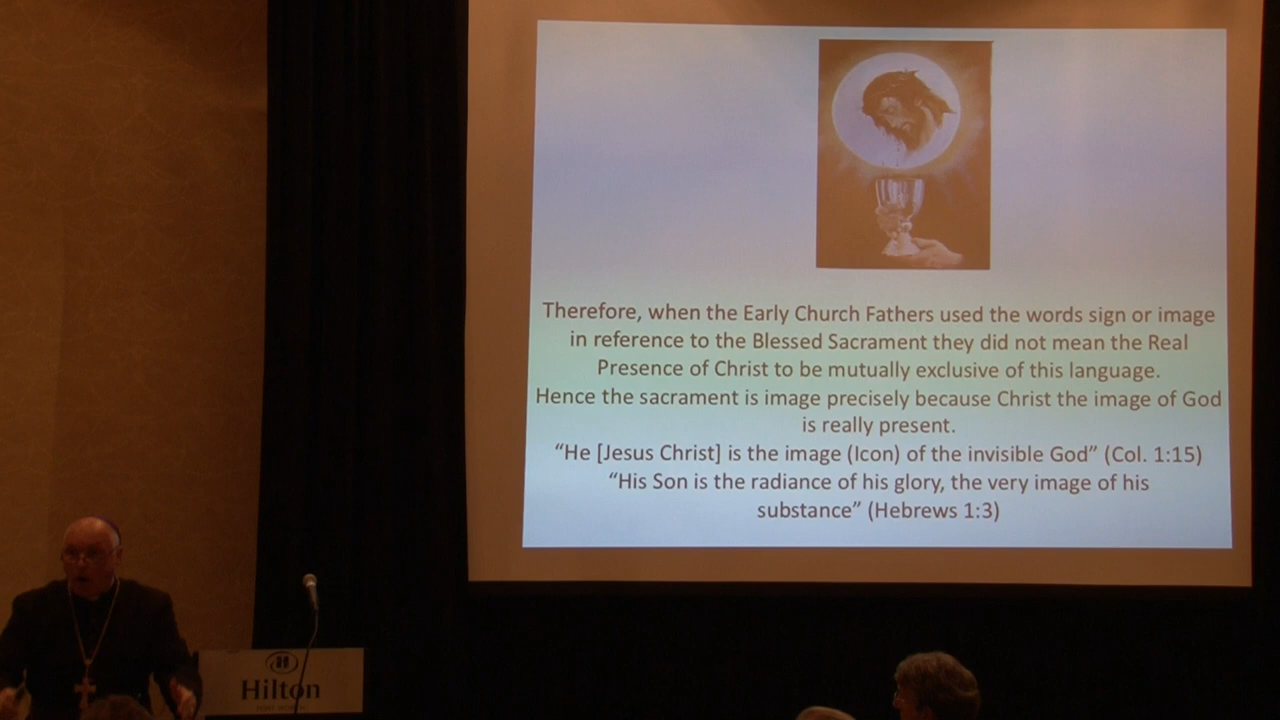 Therefore, when the Early Church Fathers used the words sign or image
in reference to the Blessed Sacrament they did not mean the Real
Presence of Christ to be mutually exclusive of this language.
Hence the sacrament is image precisely because Christ the image of God
is really present.
“He [Jesus Christ] is the image (Icon) of the invisible God” (Col. 1:15)
“His Son is the radiance of his glory, the very image of his
substance” (Hebrews 1:3)
H
Hilton
FORT WORTH